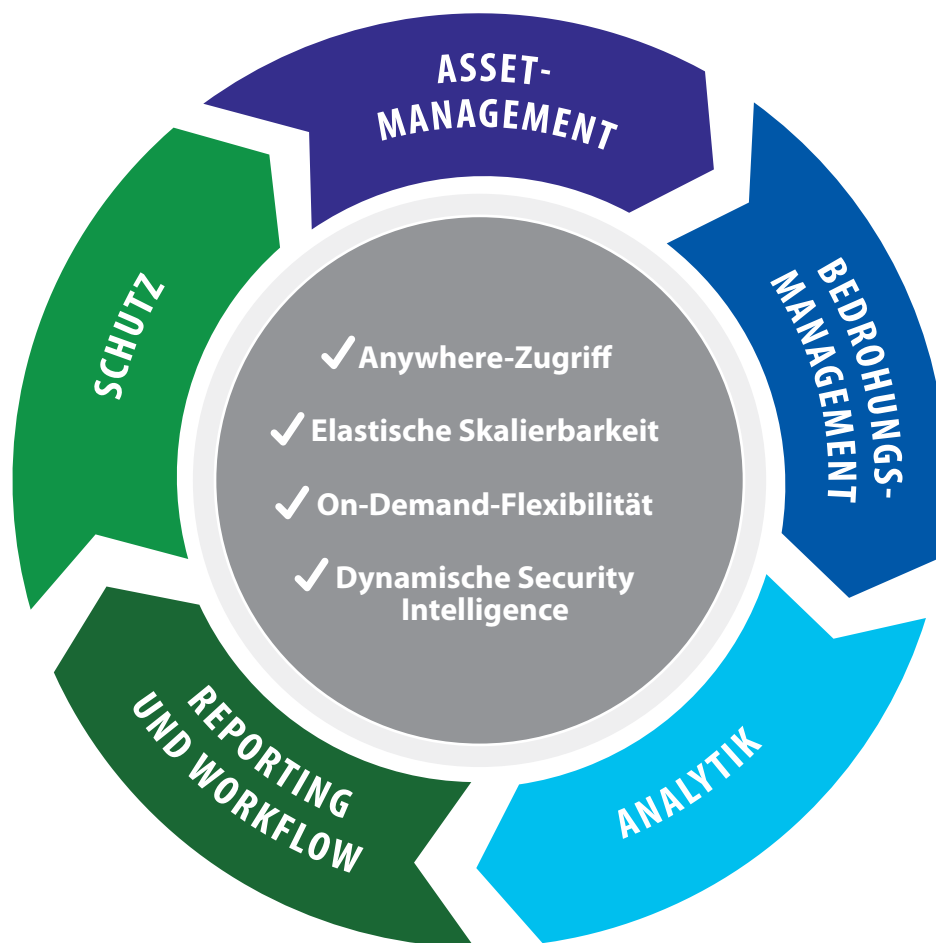 ASSET-
MANAGEMENT
BEDROHUNGS-
MANAGEMENT
ANALYTIK
REPORTING
UND WORKFLOW
SCHUTZ
Anywhere-Zugriff
Elastische Skalierbarkeit
On-Demand-Flexibilität
Dynamische Security
Intelligence